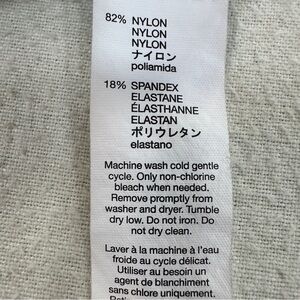 82% NYLON
NYLON
NYLON
ナイロン
poliamida
18% SPANDEX
ELASTANE
ÉLASTHANNE
ELASTAN
ポリウレタン
elastano
Machine wash cold gentle
cycle. Only non-chlorine
bleach when needed.
Remove promptly from
washer and dryer. Tumble
dry low. Do not iron. Do
not dry clean.
Laver à la machine à l'eau
froide au cycle délicat.
Utiliser au besoin un
agent de blanchiment
sans chlore uniquement.